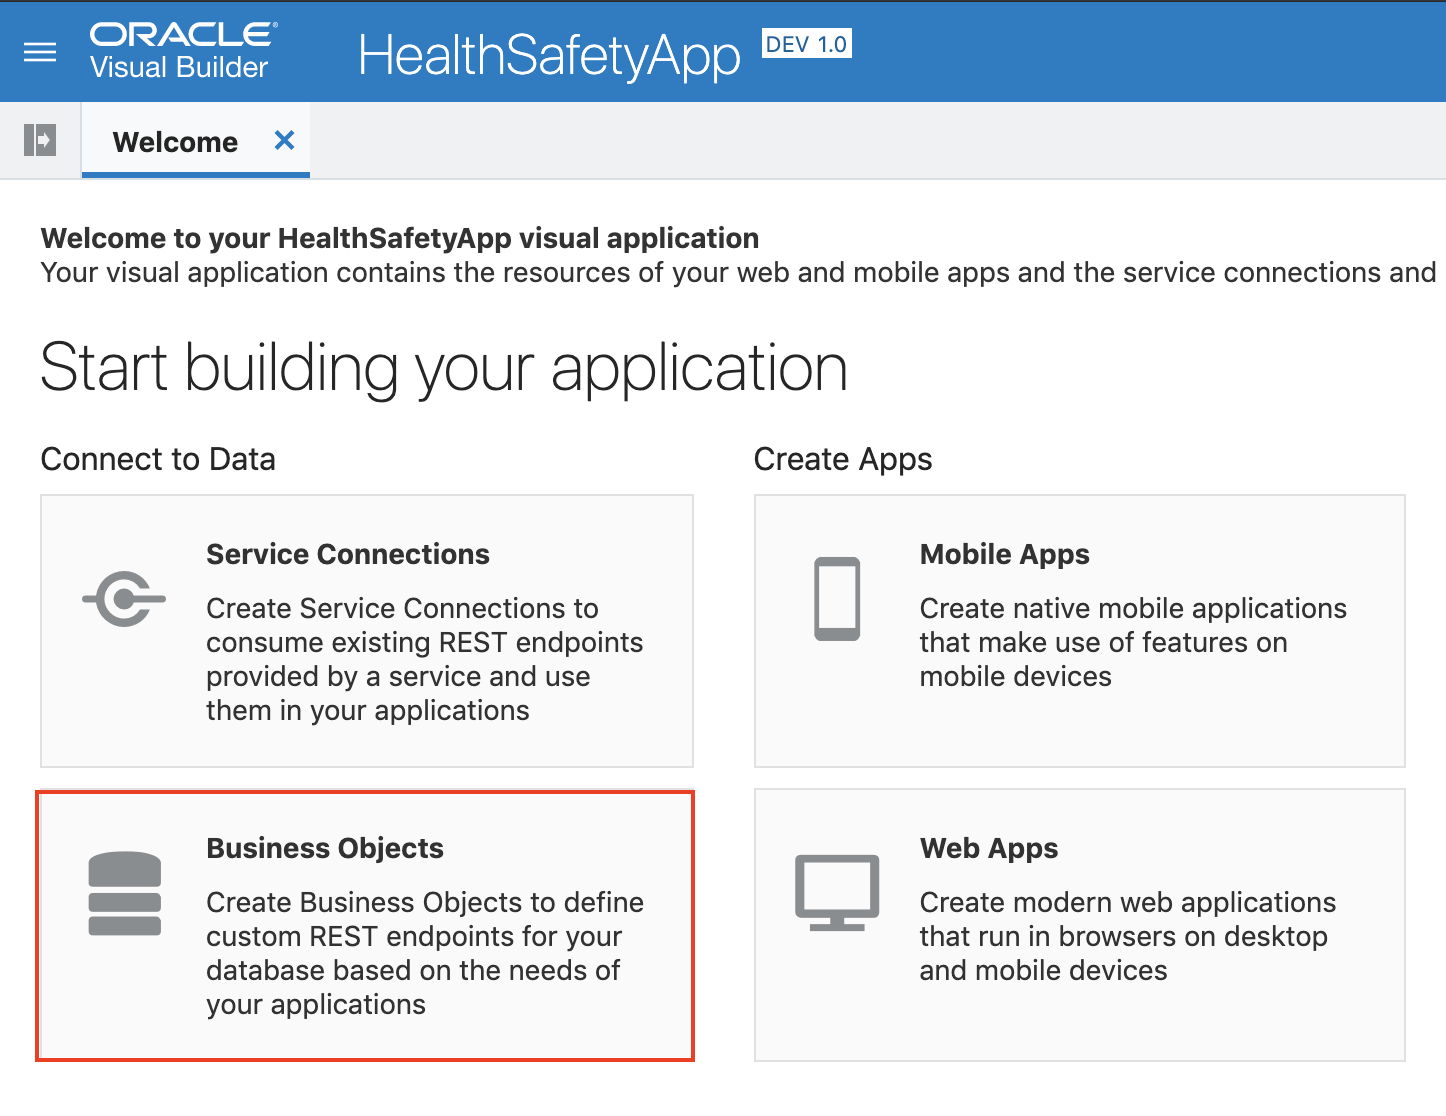 ORACLE
Visual Builder
HealthSafetyApp
DEV 1.0
Welcome
Welcome to your HealthSafetyApp visual application
Your visual application contains the resources of your web and mobile apps and the service connections and
Start building your application
Connect to Data
Service Connections
Create Service Connections to
consume existing REST endpoints
provided by a service and use
them in your applications
Business Objects
Create Business Objects to define
custom REST endpoints for your
database based on the needs of
your applications
Create Apps
Mobile Apps
Create native mobile applications
that make use of features on
mobile devices
Web Apps
Create modern web applications
that run in browsers on desktop
and mobile devices